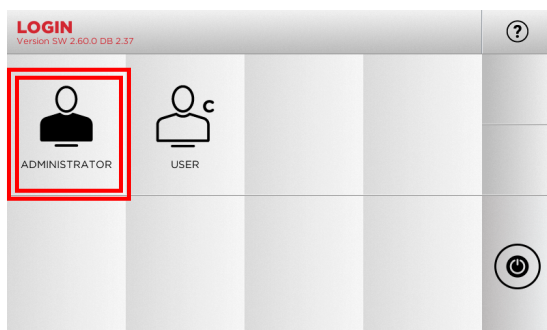 LOGIN
Version SW 2.60.0 DB 2.37
?
C
ADMINISTRATOR
USER